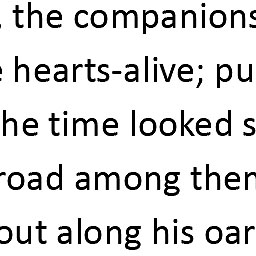 , the companions
hearts-alive; pu
he time looked s
road among then
out along his oar